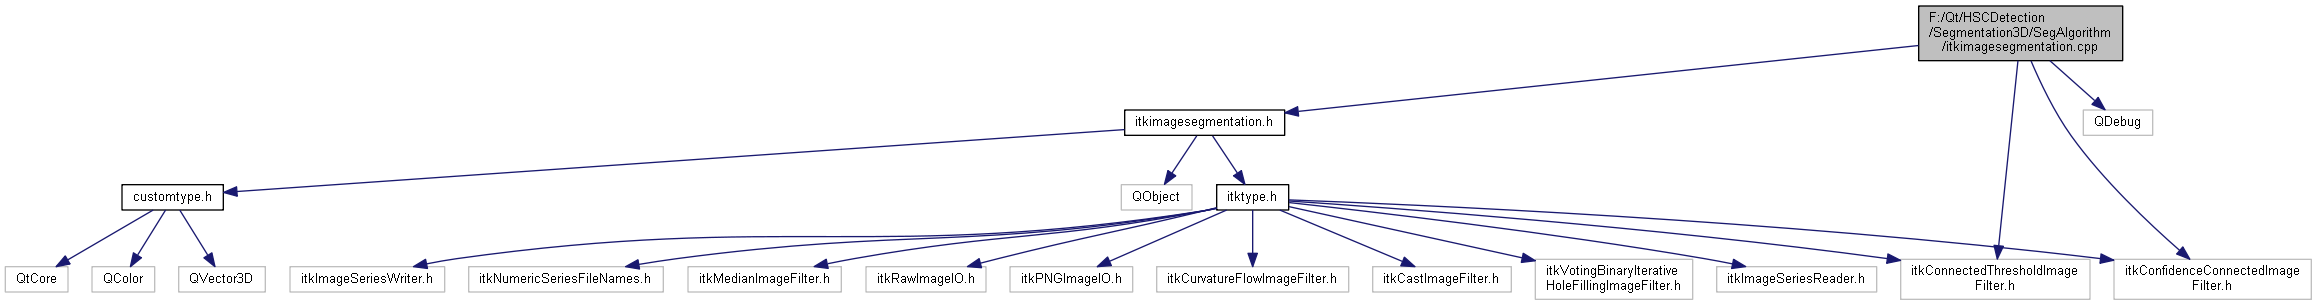 F:/Qt/HSCDetection
/Segmentation3D/SegAlgorithm
/itkimagesegmentation.cpp
itkimagesegmentation.h
QDebug
customtype.h
QObject
itktype.h
QtCore
QColor
QVector3D
itkImageSeriesWriter.h
itkNumericSeriesFileNames.h
itkMedianImageFilter.h
itkRawImageIO.h
itkPNGImageIO.h
itkCurvatureFlowImageFilter.h
itkCastImageFilter.h
itkVotingBinaryIterative
HoleFillingImageFilter.h
itkImageSeriesReader.h
itkConnectedThresholdImage
Filter.h
itkConfidenceConnectedImage
Filter.h